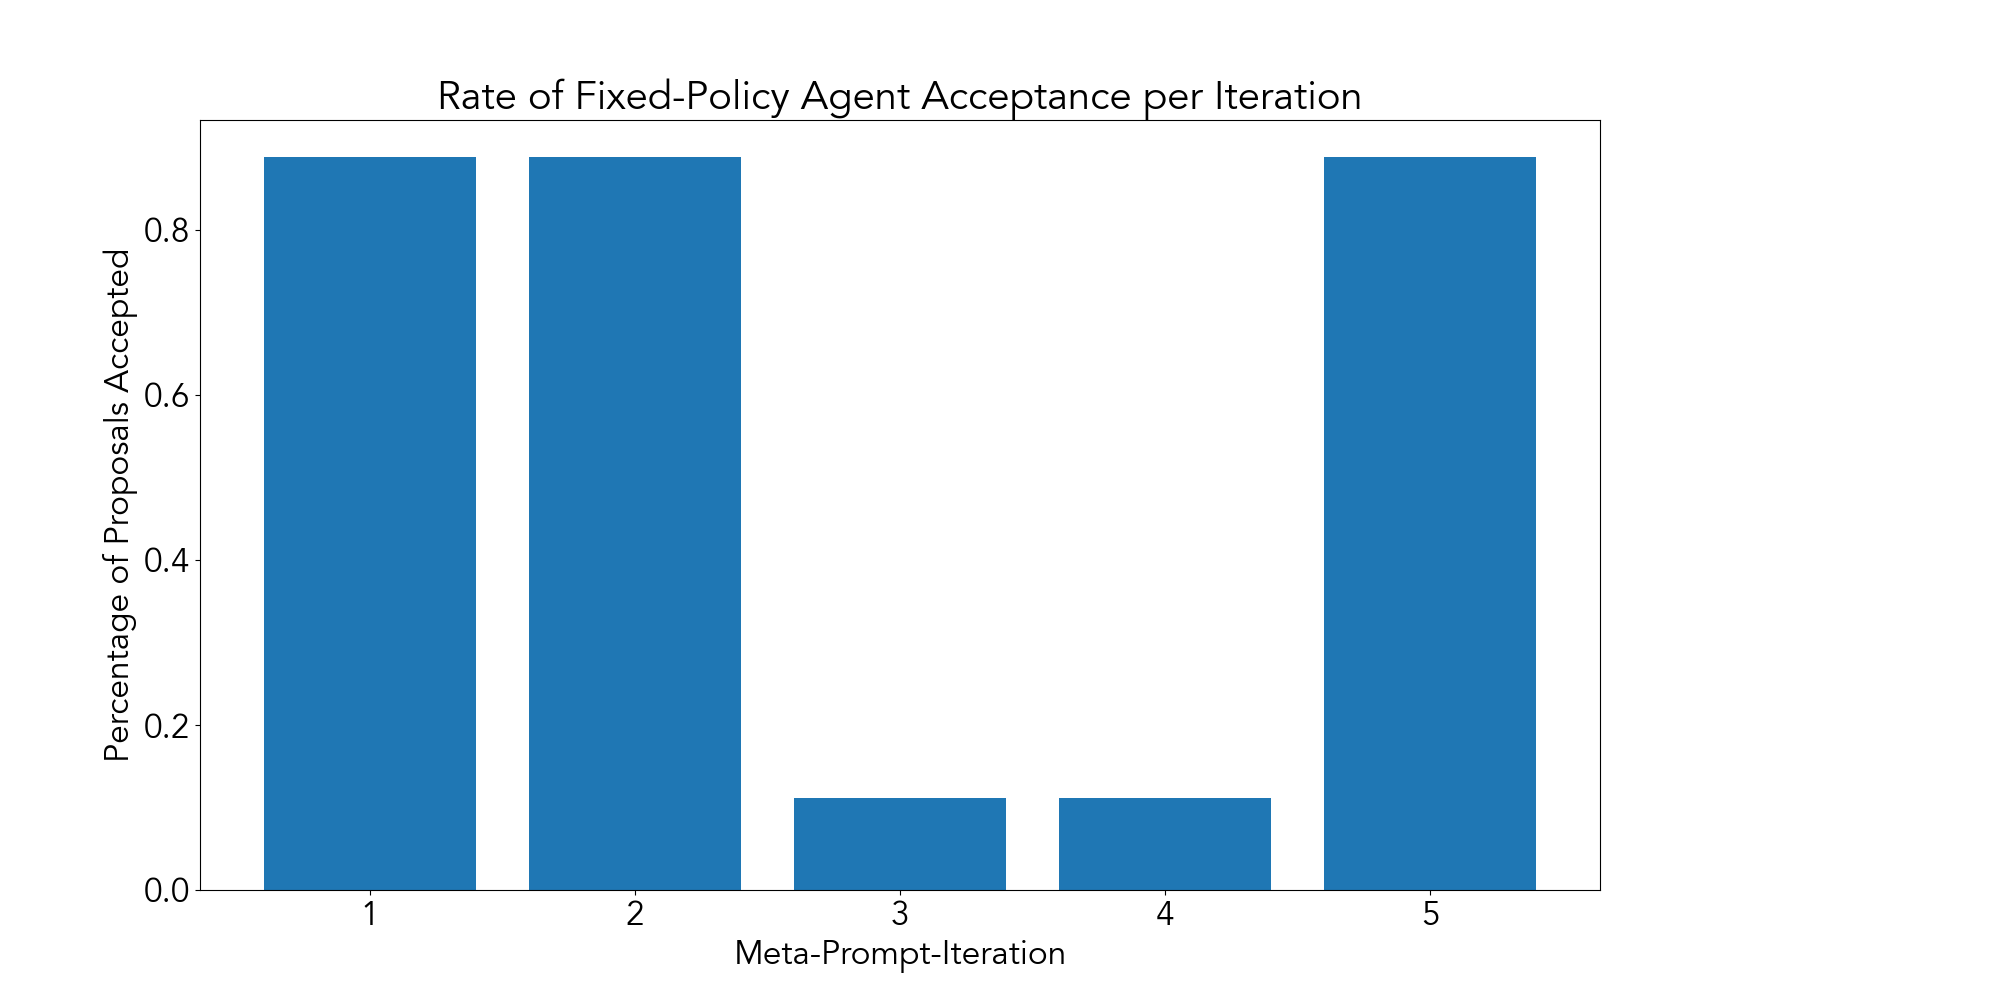 Rate of Fixed-Policy Agent Acceptance per Iteration
Percentage of Proposals Accepted
0.8
0.6
0.4
0.2
0.0
1 2 3 4 5
Meta-Prompt-Iteration